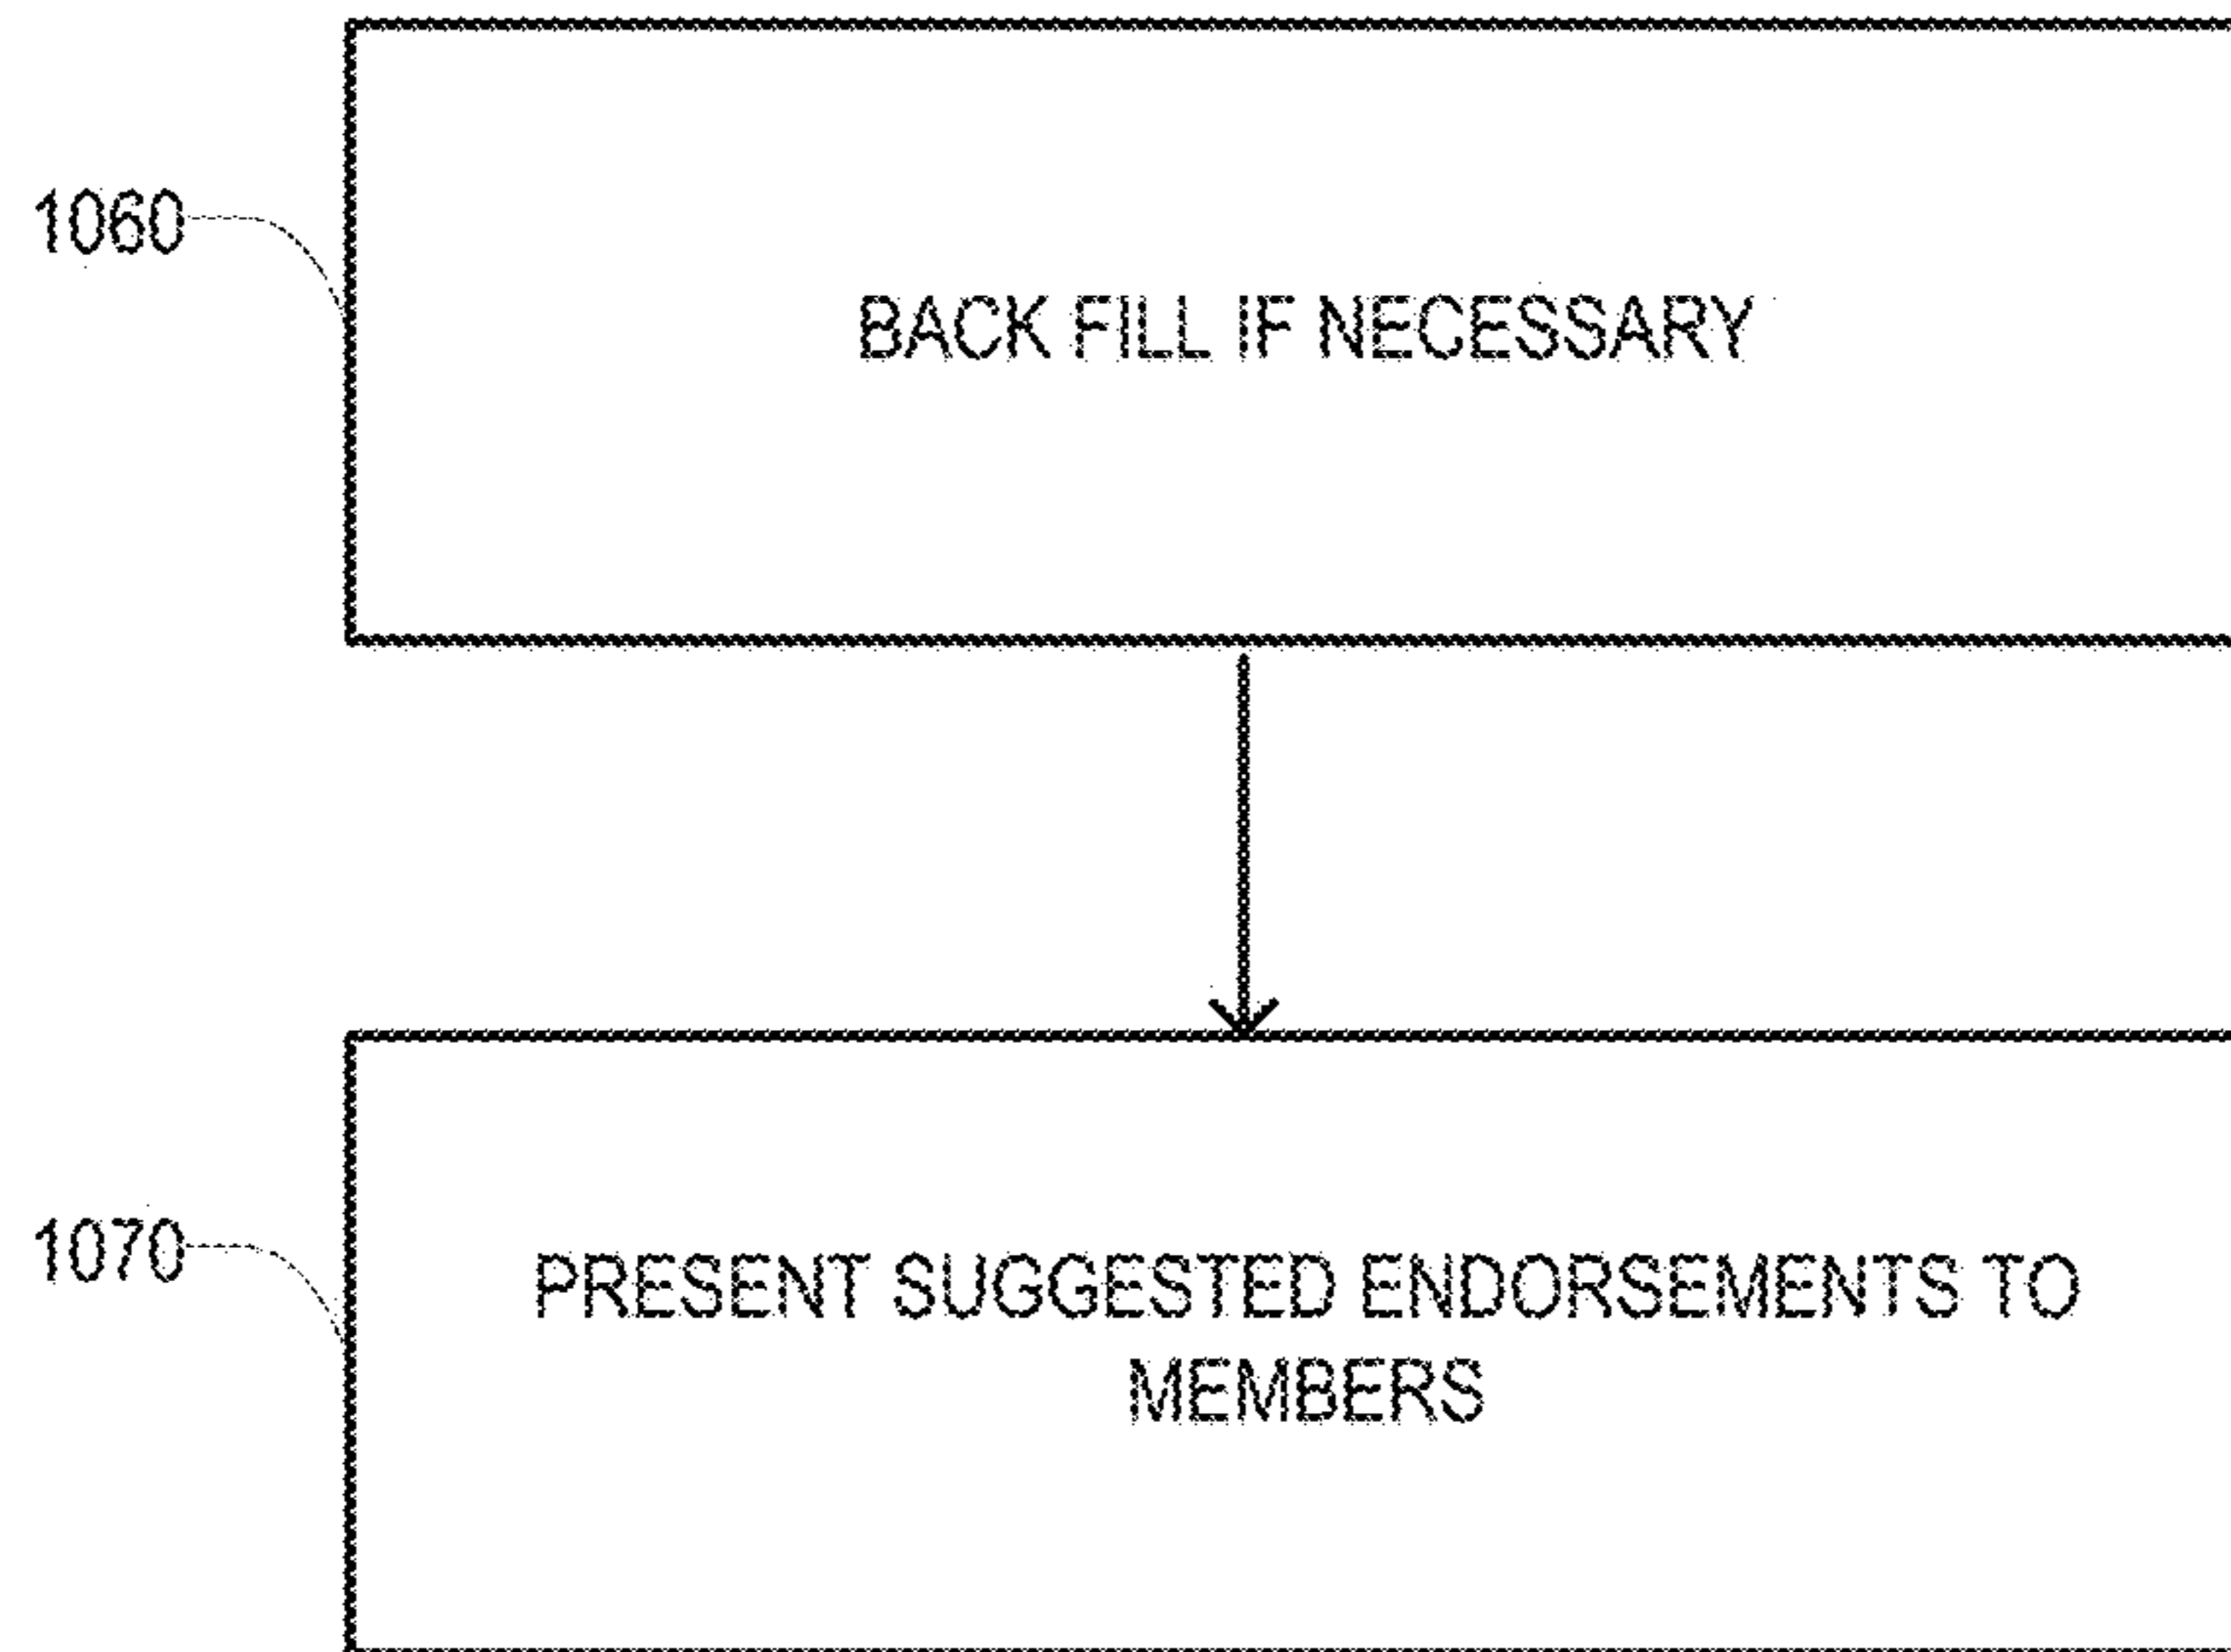 1060
BACK FILL IF NECESSARY
1070
PRESENT SUGGESTED ENDORSEMENTS TO
MEMBERS